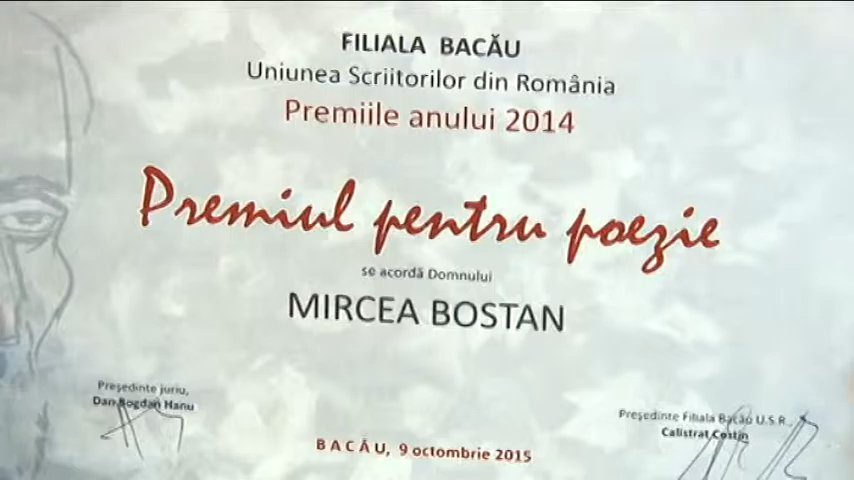 FILIALA BACĂU
Uniunea Scriitorilor din România
Premiile anului 2014
Premiul pentru poezie
se acordă Domnului
MIRCEA BOSTAN
Președinte juriu,
Dan Bogdan Hanu
Președinte Filiala Bacău U.S.R.,
Calistrat Costin
BACĂU, 9 octombrie 2015